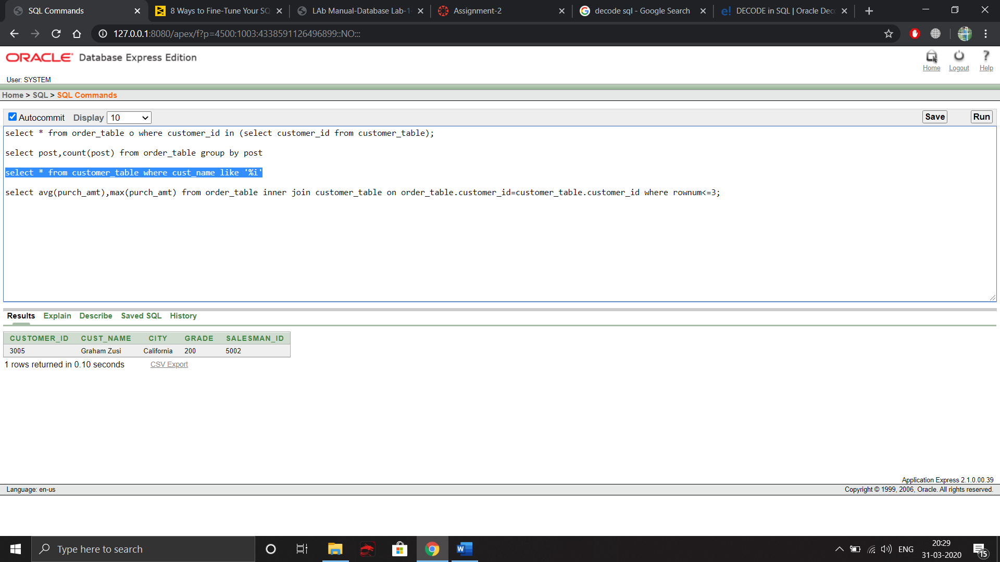 SQL Commands
8 Ways to Fine-Tune Your SQ
LAb Manual-Database Lab-1
Assignment-2
decode sql - Google Search
e! DECODE in SQL | Oracle Dec
127.0.0.1:8080/apex/f?p=4500:1003:4338591126496899::NO:::
ORACLE Database Express Edition
Home Logout Help
User: SYSTEM
Home > SQL > SQL Commands
Autocommit Display 10 Save Run
select * from order_table o where customer_id in (select customer_id from customer_table);
select post,count(post) from order_table group by post
select * from customer_table where cust_name like '%i'
select avg(purch_amt),max(purch_amt) from order_table inner join customer_table on order_table.customer_id=customer_table.customer_id where rownum<=3;
Results Explain Describe Saved SQL History
CUSTOMER_ID CUST_NAME CITY GRADE SALESMAN_ID
3005 Graham Zusi California 200 5002
1 rows returned in 0.10 seconds CSV Export
Application Express 2.1.0.00.39
Language: en-us Copyright © 1999, 2006, Oracle. All rights reserved.
Type here to search
W
ENG
20:29
31-03-2020
15